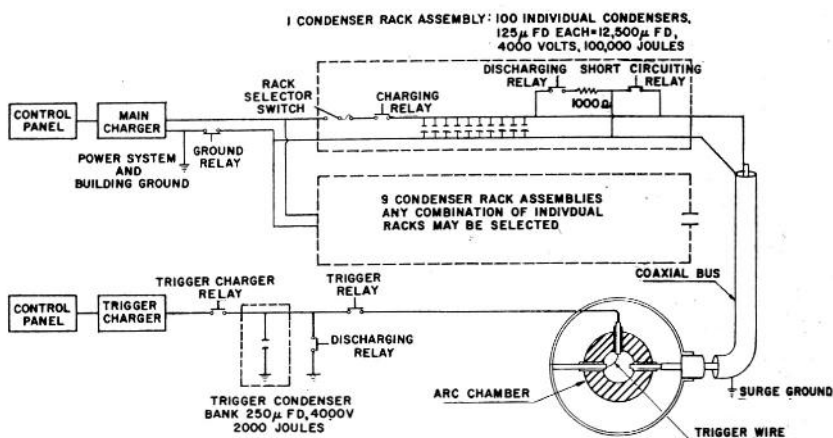 1 CONDENSER RACK ASSEMBLY: 100 INDIVIDUAL CONDENSERS,
125μ FD EACH=12,500μ FD,
4000 VOLTS, 100,000 JOULES
RACK
SELECTOR
SWITCH
CHARGING
RELAY
DISCHARGING
RELAY
SHORT CIRCUITING
RELAY
1000Ω
CONTROL
PANEL
MAIN
CHARGER
POWER SYSTEM
AND
BUILDING GROUND
GROUND
RELAY
9 CONDENSER RACK ASSEMBLIES
ANY COMBINATION OF INDIVDUAL
RACKS MAY BE SELECTED
COAXIAL BUS
TRIGGER CHARGER
RELAY
TRIGGER
RELAY
CONTROL
PANEL
TRIGGER
CHARGER
DISCHARGING
RELAY
TRIGGER CONDENSER
BANK 250μ FD, 4000V
2000 JOULES
ARC CHAMBER
SURGE GROUND
TRIGGER WIRE